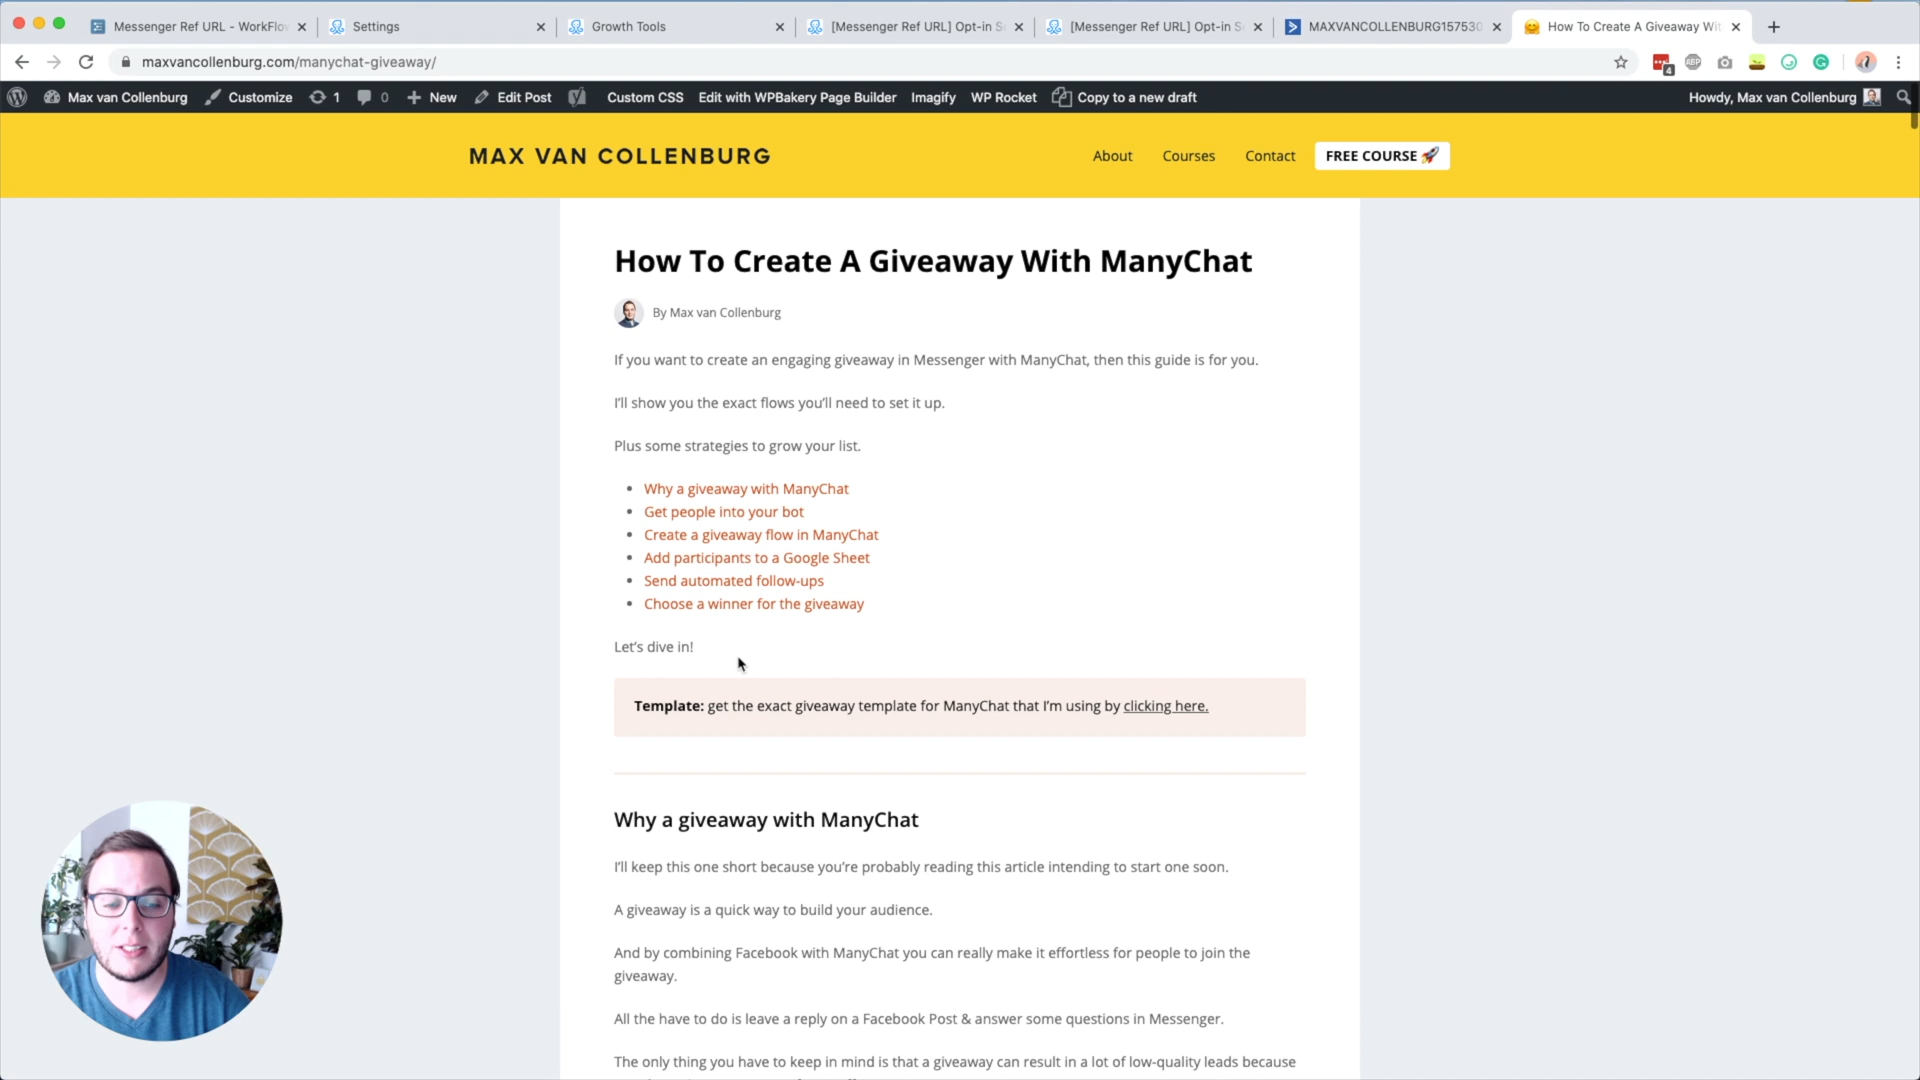 Messenger Ref URL - WorkFlow
Settings
Growth Tools
[Messenger Ref URL] Opt-in S
[Messenger Ref URL] Opt-in S
MAXVANCOLLENBURG157530
How To Create A Giveaway Wit
maxvancollenburg.com/manychat-giveaway/
4
ABP
Max van Collenburg
Customize
1
0
New
Edit Post
Custom CSS
Edit with WPBakery Page Builder
Imagify
WP Rocket
Copy to a new draft
Howdy, Max van Collenburg
MAX VAN COLLENBURG
About
Courses
Contact
FREE COURSE 🚀
How To Create A Giveaway With ManyChat
By Max van Collenburg
If you want to create an engaging giveaway in Messenger with ManyChat, then this guide is for you.
I'll show you the exact flows you'll need to set it up.
Plus some strategies to grow your list.
• Why a giveaway with ManyChat
• Get people into your bot
• Create a giveaway flow in ManyChat
• Add participants to a Google Sheet
• Send automated follow-ups
• Choose a winner for the giveaway
Let's dive in!
Template: get the exact giveaway template for ManyChat that I'm using by clicking here.
Why a giveaway with ManyChat
I'll keep this one short because you're probably reading this article intending to start one soon.
A giveaway is a quick way to build your audience.
And by combining Facebook with ManyChat you can really make it effortless for people to join the
giveaway.
All the have to do is leave a reply on a Facebook Post & answer some questions in Messenger.
The only thing you have to keep in mind is that a giveaway can result in a lot of low-quality leads because